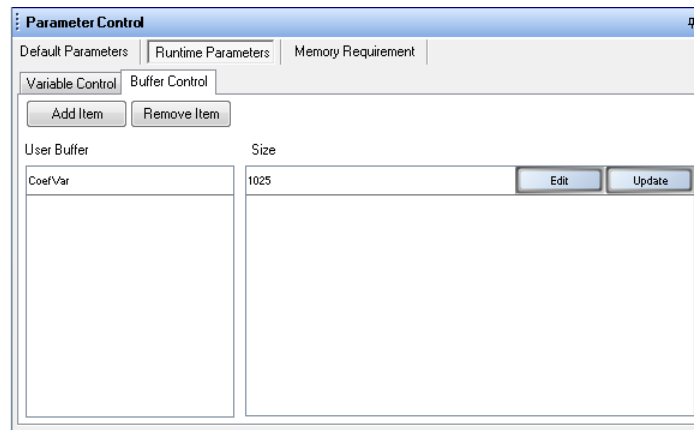 Parameter Control
Default Parameters Runtime Parameters Memory Requirement
Variable Control Buffer Control
Add Item Remove Item
User Buffer Size
CoefVar 1025 Edit Update